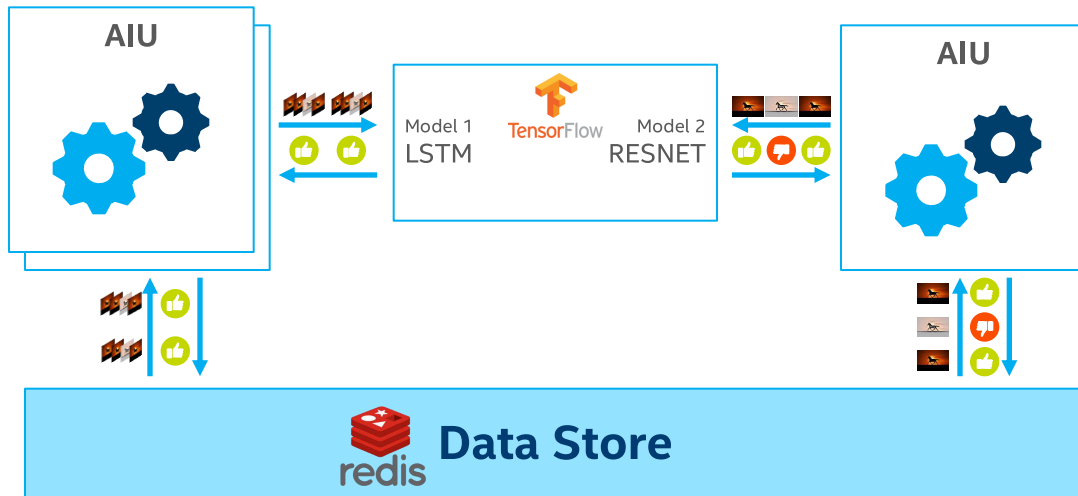 AIU
AIU
TensorFlow
Model 1
LSTM
Model 2
RESNET
redis
Data Store